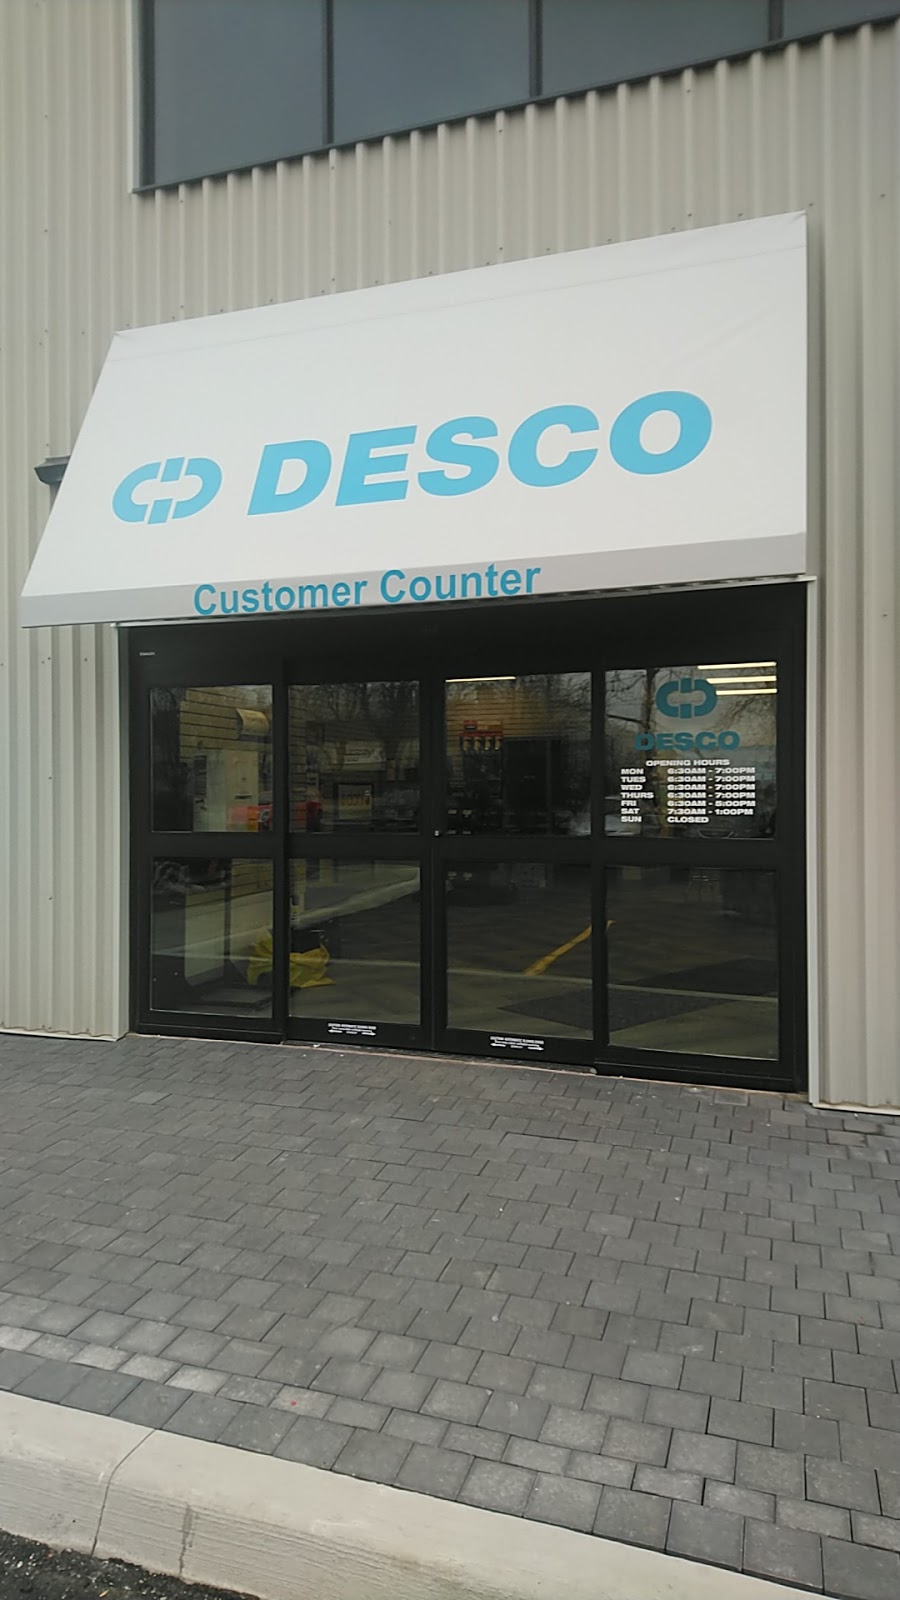 DESCO
Customer Counter
DESCO
OPENING HOURS
MON 6:30AM - 7:00PM
TUES 6:30AM - 7:00PM
WED 6:30AM - 7:00PM
THURS 6:30AM - 7:00PM
FRI 6:30AM - 5:00PM
SAT 7:30AM - 1:00PM
SUN CLOSED